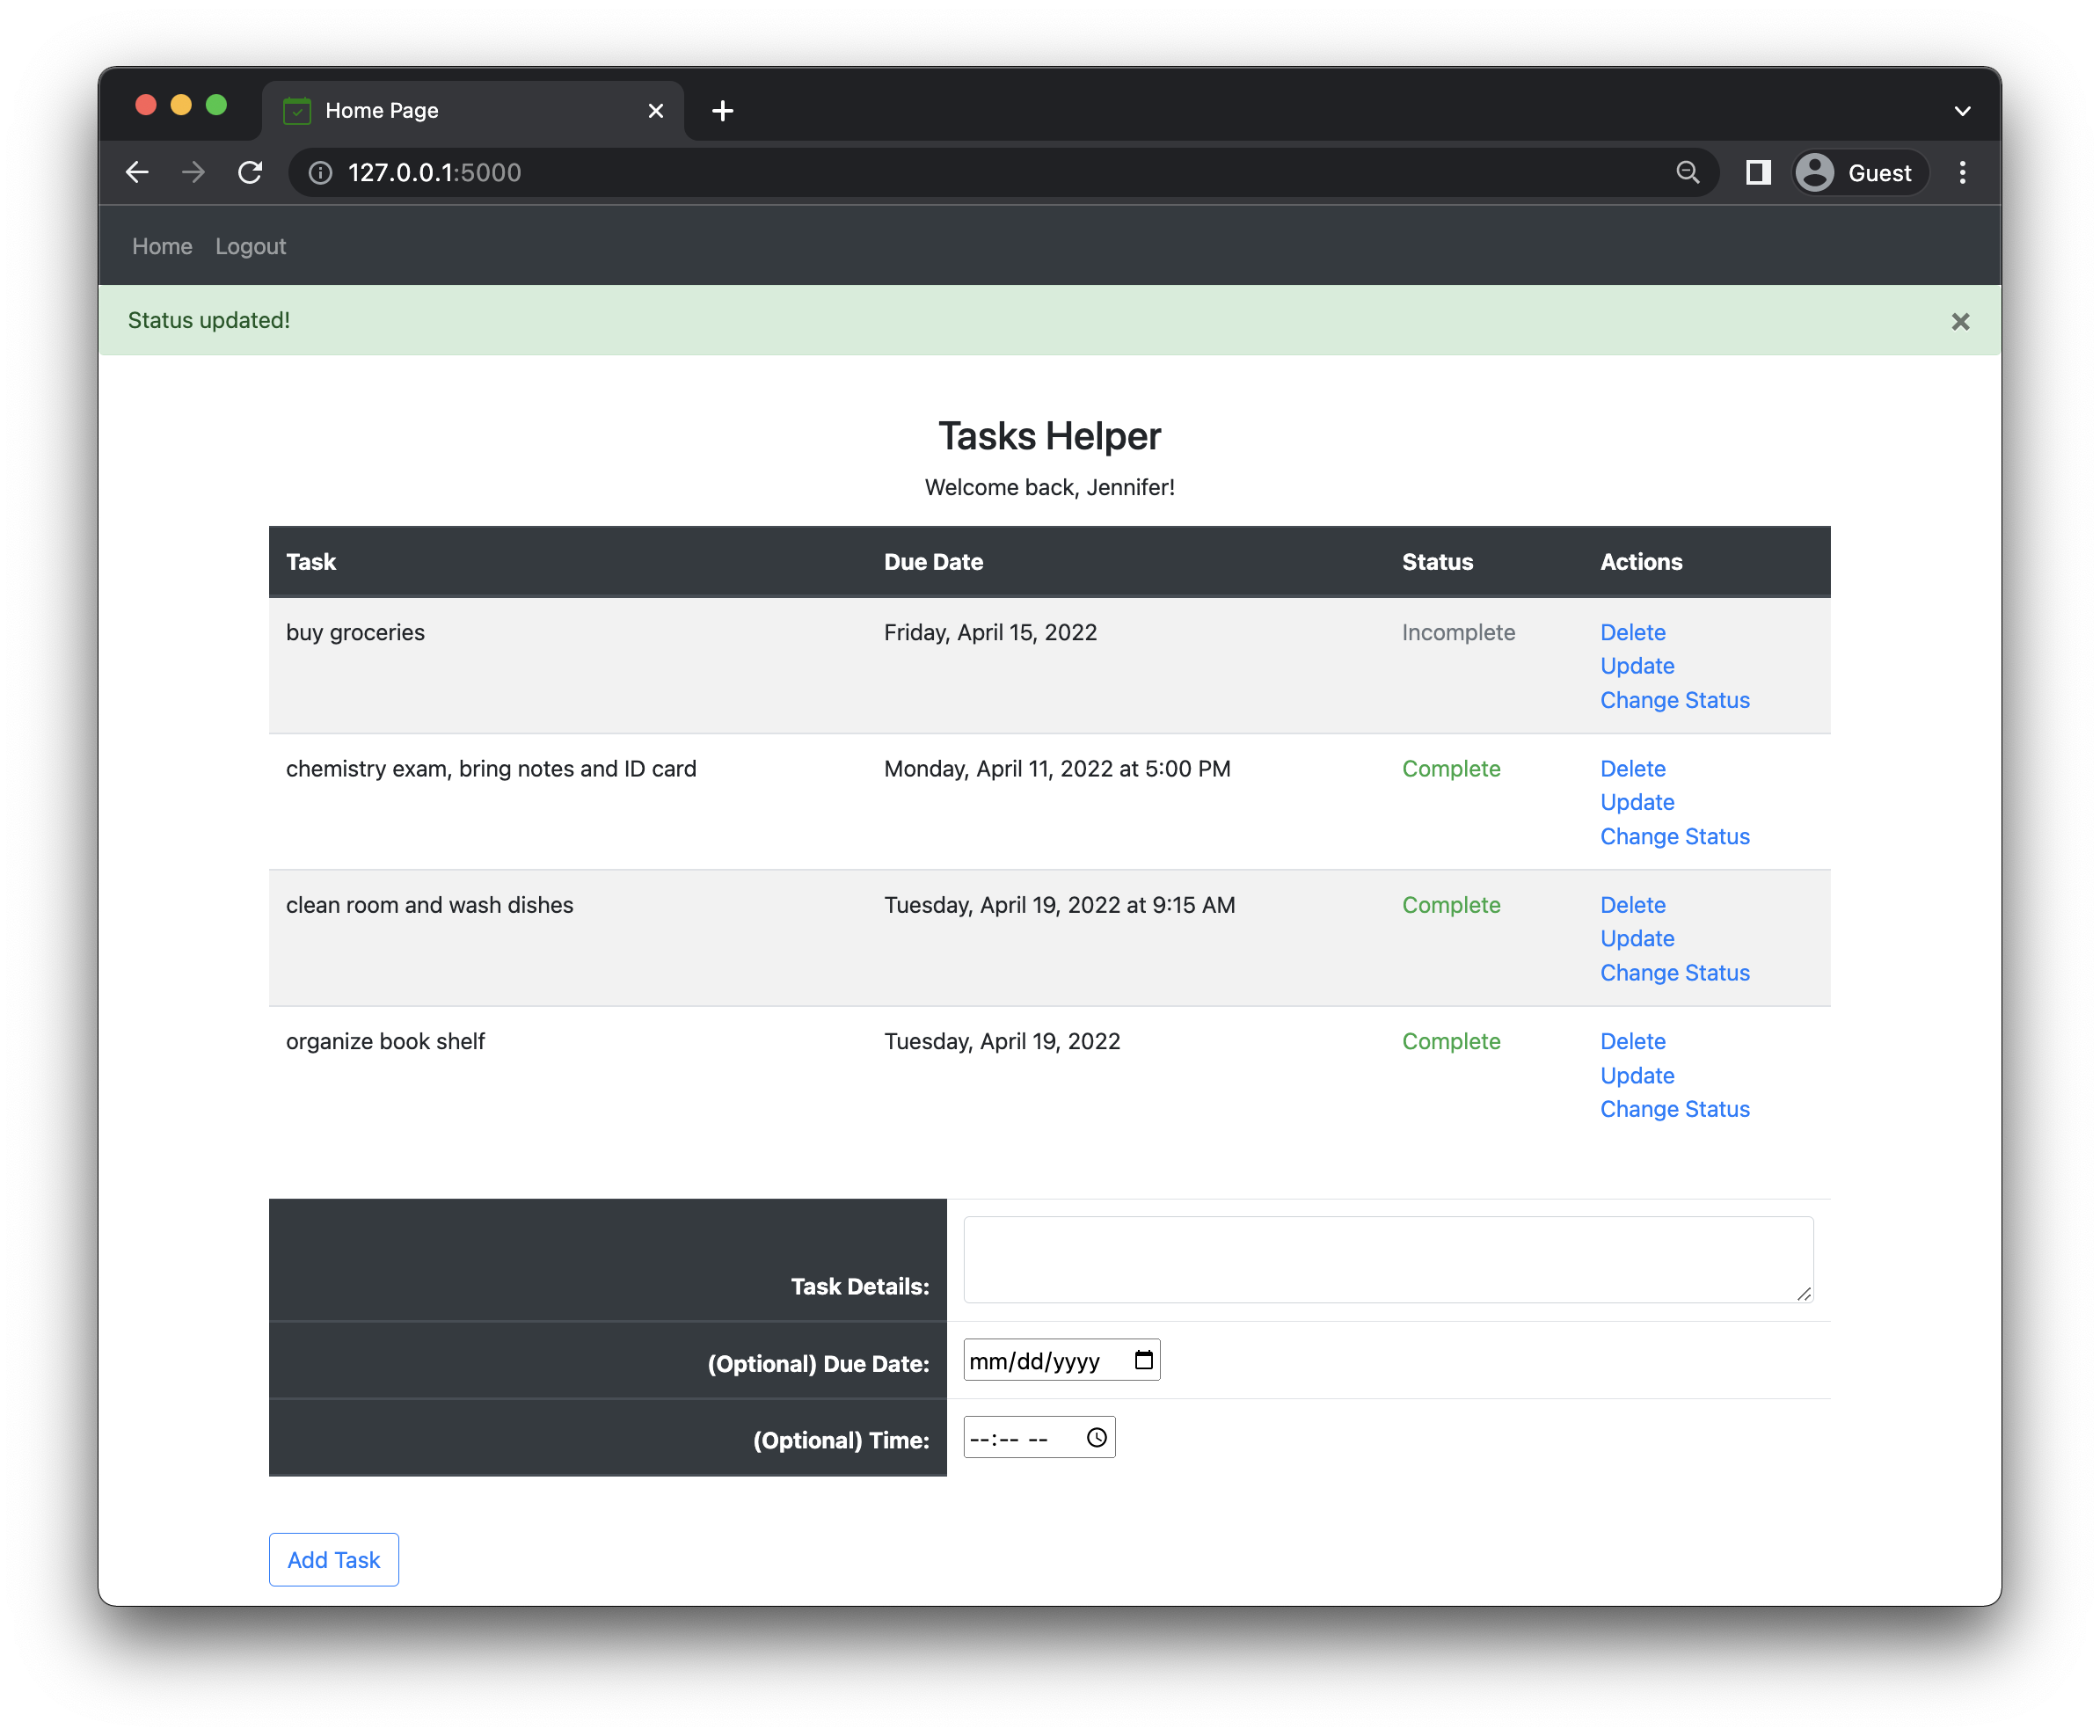 Home Page
127.0.0.1:5000
Guest
Home Logout
Status updated!
Tasks Helper
Welcome back, Jennifer!
Task Due Date Status Actions
buy groceries Friday, April 15, 2022 Incomplete Delete
Update
Change Status
chemistry exam, bring notes and ID card Monday, April 11, 2022 at 5:00 PM Complete Delete
Update
Change Status
clean room and wash dishes Tuesday, April 19, 2022 at 9:15 AM Complete Delete
Update
Change Status
organize book shelf Tuesday, April 19, 2022 Complete Delete
Update
Change Status
Task Details:
(Optional) Due Date: mm/dd/yyyy
(Optional) Time: --:-- --
Add Task